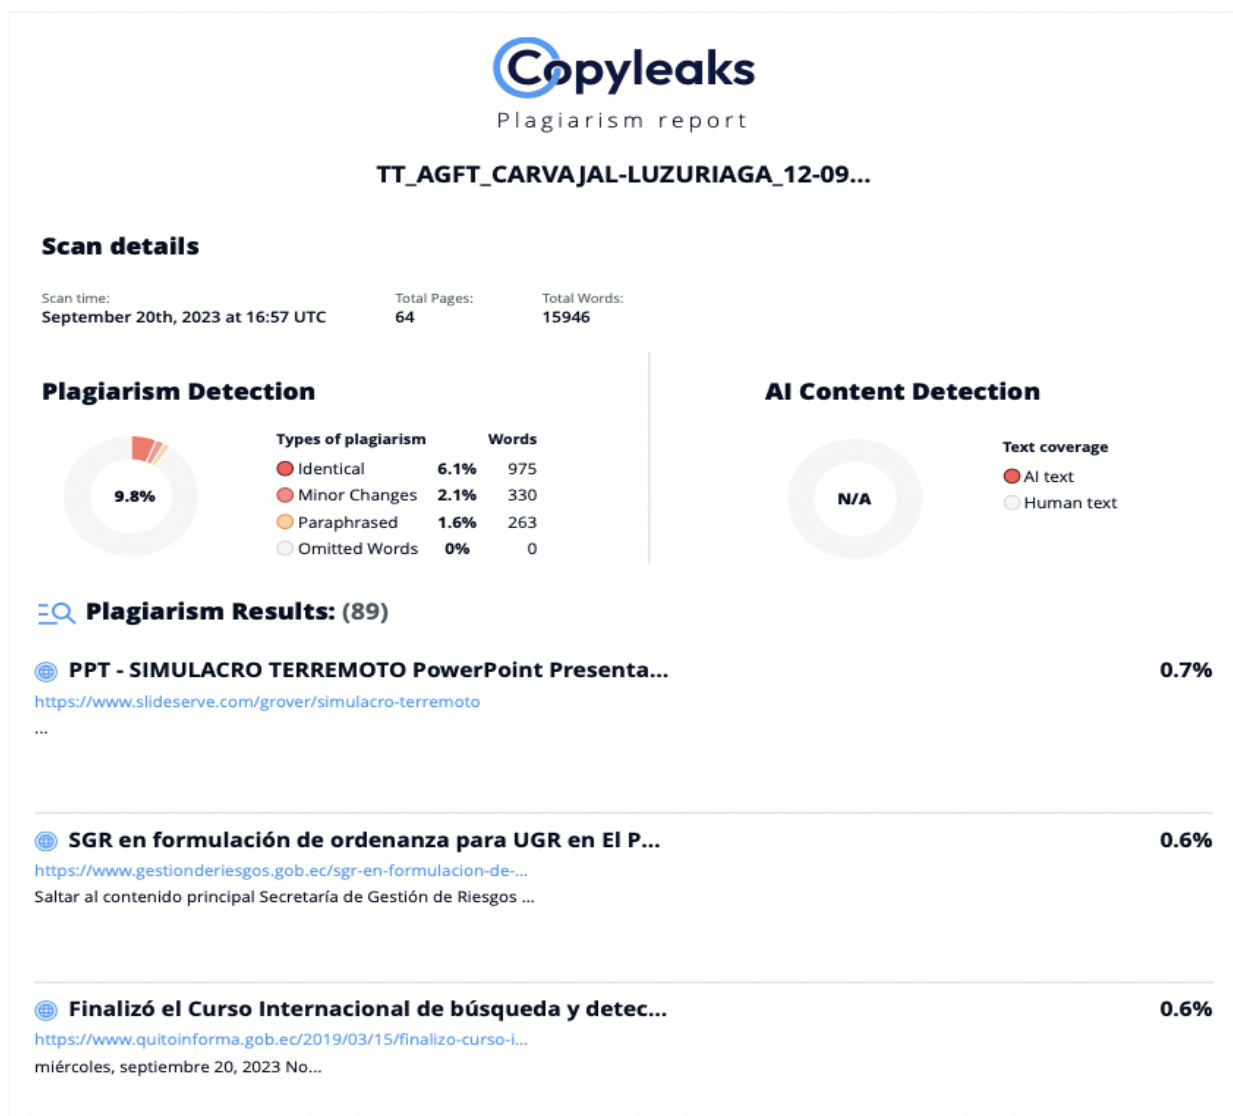 Copyleaks
Plagiarism report
TT_AGFT_CARVAJAL-LUZURIAGA_12-09...
Scan details
Scan time:
September 20th, 2023 at 16:57 UTC
Total Pages:
64
Total Words:
15946
Plagiarism Detection
9.8%
Types of plagiarism Words
Identical 6.1% 975
Minor Changes 2.1% 330
Paraphrased 1.6% 263
Omitted Words 0% 0
AI Content Detection
N/A
Text coverage
AI text
Human text
Plagiarism Results: (89)
PPT - SIMULACRO TERREMOTO PowerPoint Presenta... 0.7%
https://www.slideserve.com/grover/simulacro-terremoto
...
SGR en formulación de ordenanza para UGR en El P... 0.6%
https://www.gestionderiesgos.gob.ec/sgr-en-formulacion-de-...
Saltar al contenido principal Secretaría de Gestión de Riesgos ...
Finalizó el Curso Internacional de búsqueda y detec... 0.6%
https://www.quitoinforma.gob.ec/2019/03/15/finalizo-curso-i...
miércoles, septiembre 20, 2023 No...